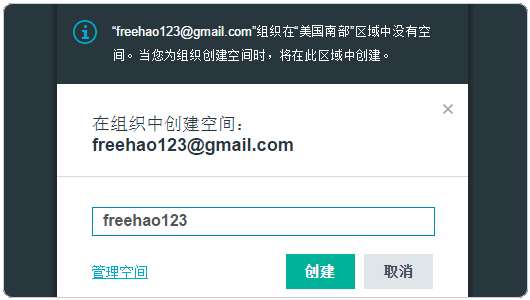 “freehao123@gmail.com”组织在“美国南部”区域中没有空
间。当您为组织创建空间时，将在此区域中创建。
在组织中创建空间：
freehao123@gmail.com
freehao123
管理空间
创建
取消